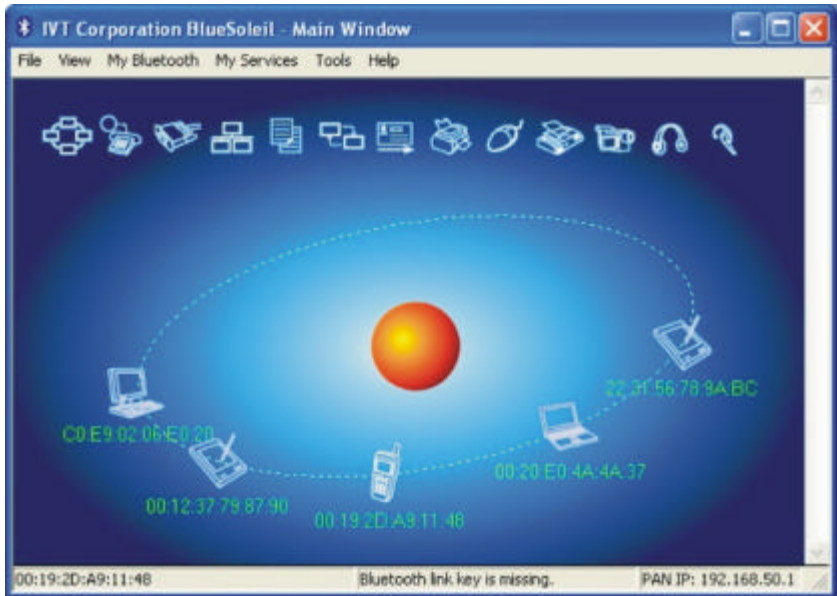 IVT Corporation BlueSoleil - Main Window
File View My Bluetooth My Services Tools Help
22:31:56:78:9A:BC
C0:E9:02:06:E0:20
00:20:E0:4A:4A:37
00:12:37:79:87:90
00:19:2D:A9:11:48
00:19:2D:A9:11:48 Bluetooth link key is missing. PAN IP: 192.168.50.1